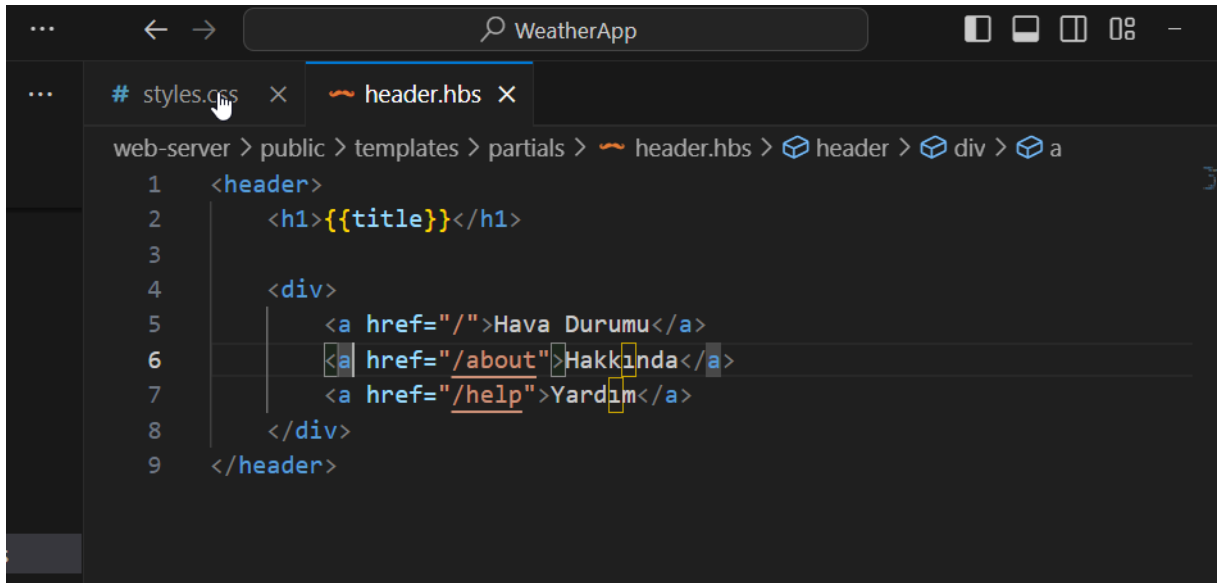 WeatherApp
# styles.css header.hbs
web-server > public > templates > partials > header.hbs > header > div > a
1 <header>
2 <h1>{{title}}</h1>
3
4 <div>
5 <a href="/">Hava Durumu</a>
6 <a href="/about">Hakkında</a>
7 <a href="/help">Yardım</a>
8 </div>
9 </header>